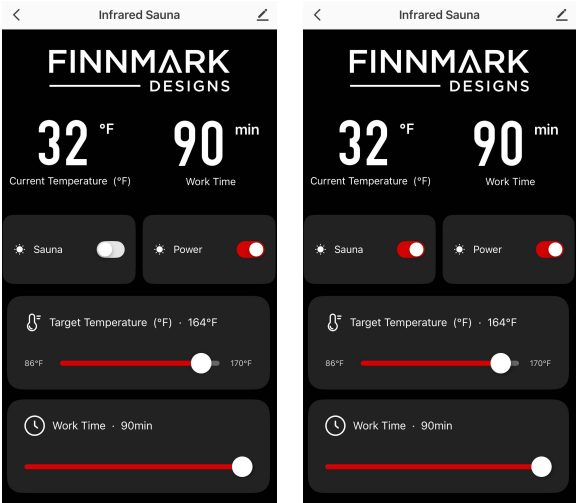 Infrared Sauna
FINNMARK
DESIGNS
32 °F
90 min
Current Temperature (°F)
Work Time
Sauna
Power
Target Temperature (°F) · 164°F
86°F
170°F
Work Time · 90min
Infrared Sauna
FINNMARK
DESIGNS
32 °F
90 min
Current Temperature (°F)
Work Time
Sauna
Power
Target Temperature (°F) · 164°F
86°F
170°F
Work Time · 90min